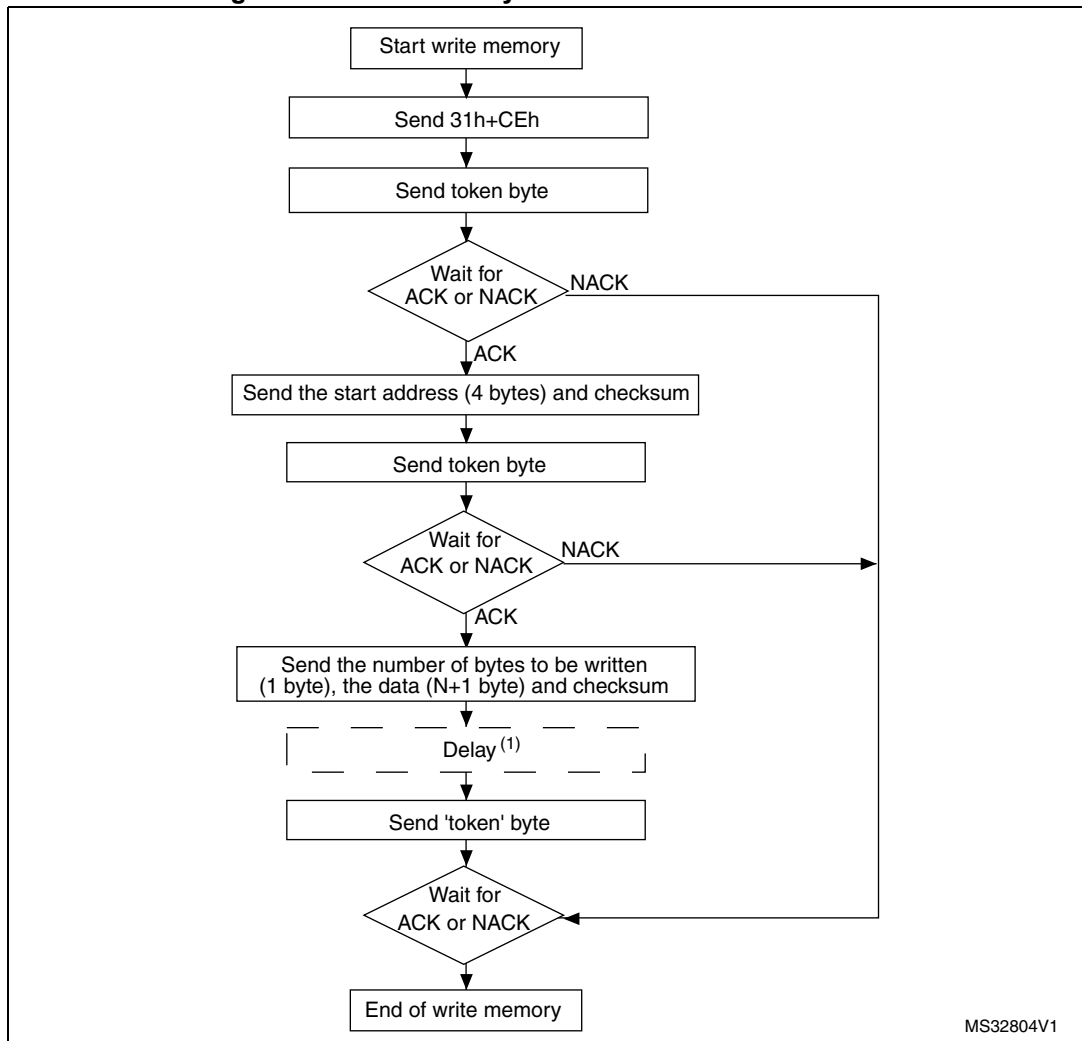 Start write memory
Send 31h+CEh
Send token byte
Wait for
ACK or NACK
NACK
ACK
Send the start address (4 bytes) and checksum
Send token byte
Wait for
ACK or NACK
NACK
ACK
Send the number of bytes to be written
(1 byte), the data (N+1 byte) and checksum
Delay (1)
Send 'token' byte
Wait for
ACK or NACK
End of write memory
MS32804V1